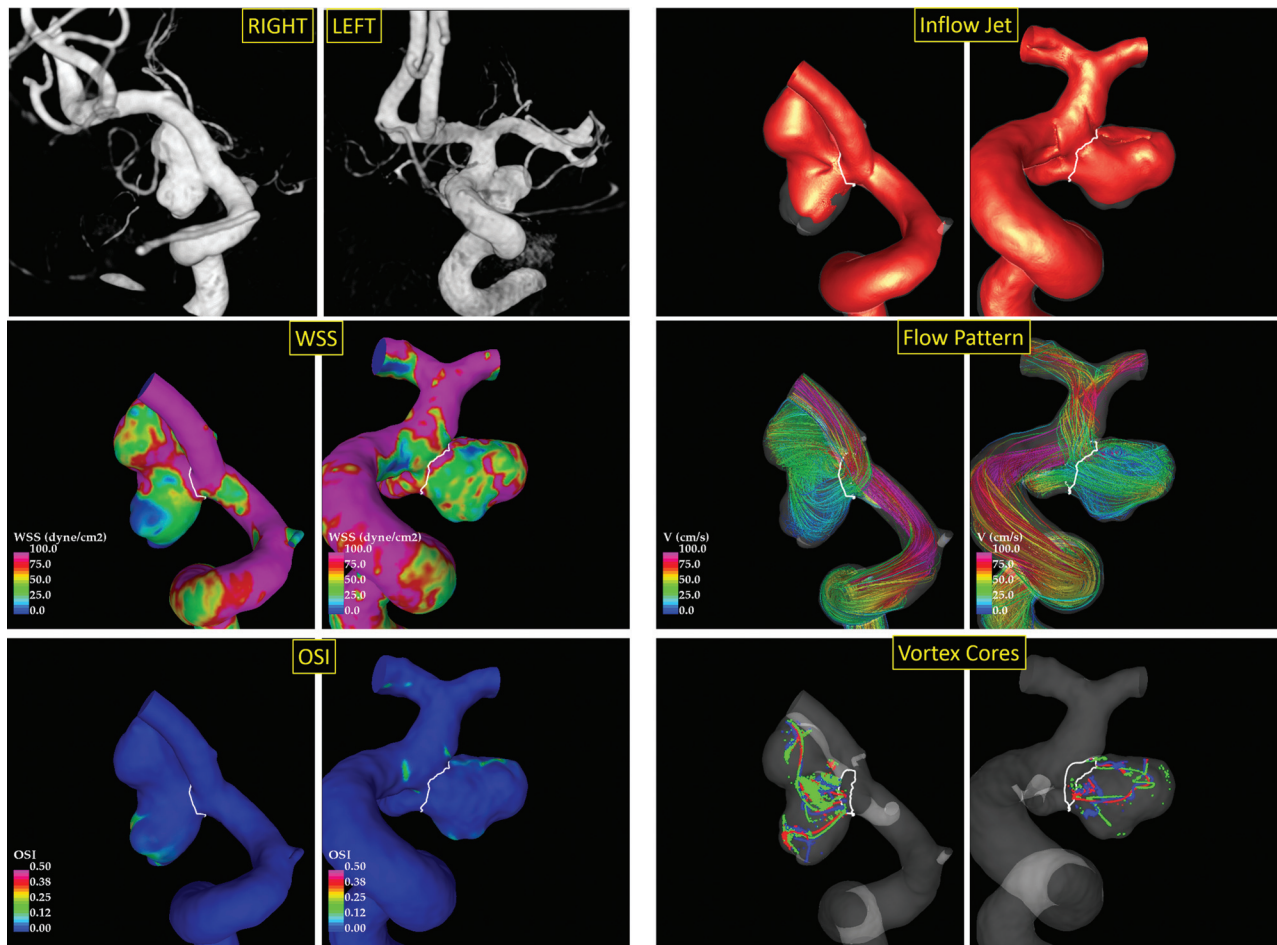 RIGHT
LEFT
Inflow Jet
WSS
WSS (dyne/cm2)
100.0
75.0
50.0
25.0
0.0
WSS (dyne/cm2)
100.0
75.0
50.0
25.0
0.0
Flow Pattern
V (cm/s)
100.0
75.0
50.0
25.0
0.0
V (cm/s)
100.0
75.0
50.0
25.0
0.0
OSI
OSI
0.50
0.38
0.25
0.12
0.00
OSI
0.50
0.38
0.25
0.12
0.00
Vortex Cores